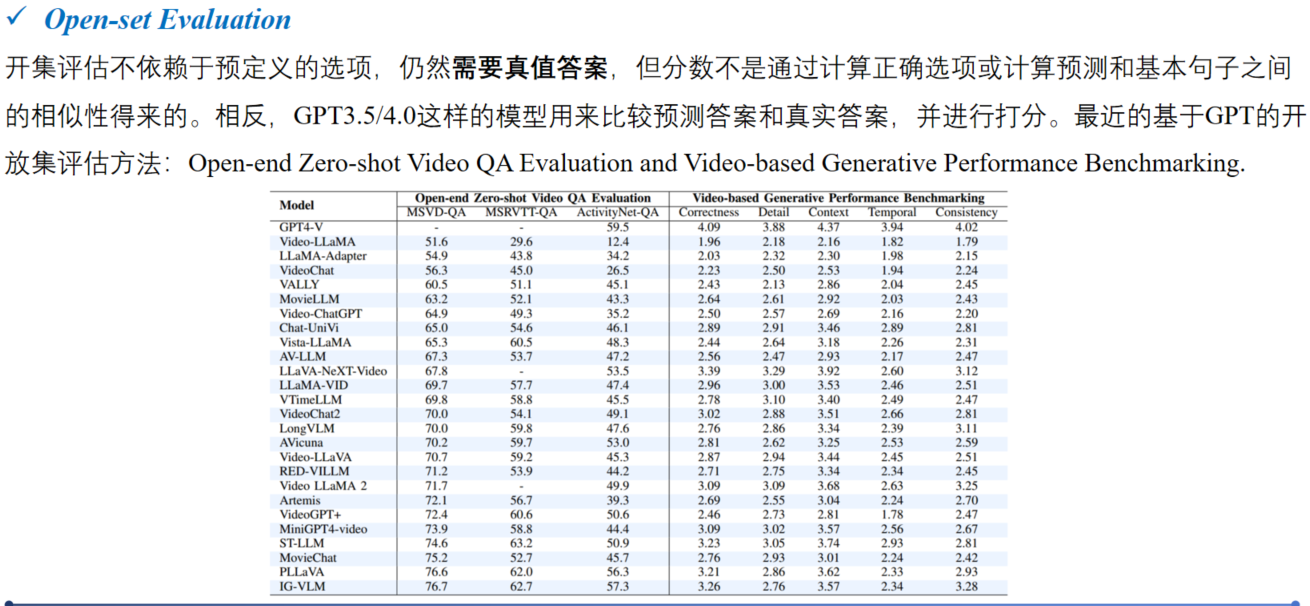 ✓ Open-set Evaluation
开集评估不依赖于预定义的选项，仍然需要真值答案，但分数不是通过计算正确选项或计算预测和基本句子之间
的相似性得来的。相反，GPT3.5/4.0这样的模型用来比较预测答案和真实答案，并进行打分。最近的基于GPT的开
放集评估方法：Open-end Zero-shot Video QA Evaluation and Video-based Generative Performance Benchmarking.
Model Open-end Zero-shot Video QA Evaluation Video-based Generative Performance Benchmarking
MSVD-QA MSRVTT-QA ActivityNet-QA Correctness Detail Context Temporal Consistency
GPT4-V - - 59.5 4.09 3.88 4.37 3.94 4.02
Video-LLaMA 51.6 29.6 12.4 1.96 2.18 2.16 1.82 1.79
LLaMA-Adapter 54.9 43.8 34.2 2.03 2.32 2.30 1.98 2.15
VideoChat 56.3 45.0 26.5 2.23 2.50 2.53 1.94 2.24
VALLY 60.5 51.1 45.1 2.43 2.13 2.86 2.04 2.45
MovieLLM 63.2 52.1 43.3 2.64 2.61 2.92 2.03 2.43
Video-ChatGPT 64.9 49.3 35.2 2.50 2.57 2.69 2.16 2.20
Chat-UniVi 65.0 54.6 46.1 2.89 2.91 3.46 2.89 2.81
Vista-LLaMA 65.3 60.5 48.3 2.44 2.64 3.18 2.26 2.31
AV-LLM 67.3 53.7 47.2 2.56 2.47 2.93 2.17 2.47
LLaVA-NeXT-Video 67.8 - 53.5 3.39 3.29 3.92 2.60 3.12
LLaMA-VID 69.7 57.7 47.4 2.96 3.00 3.53 2.46 2.51
VTimeLLM 69.8 58.8 45.5 2.78 3.10 3.40 2.49 2.47
VideoChat2 70.0 54.1 49.1 3.02 2.88 3.51 2.66 2.81
LongVLM 70.0 59.8 47.6 2.76 2.86 3.34 2.39 3.11
AVicuna 70.2 59.7 53.0 2.81 2.62 3.25 2.53 2.59
Video-LLaVA 70.7 59.2 45.3 2.87 2.94 3.44 2.45 2.51
RED-VILLM 71.2 53.9 44.2 2.71 2.75 3.34 2.34 2.45
Video LLaMA 2 71.7 - 49.9 3.09 3.09 3.68 2.63 3.25
Artemis 72.1 56.7 39.3 2.69 2.55 3.04 2.24 2.70
VideoGPT+ 72.4 60.6 50.6 2.46 2.73 2.81 1.78 2.47
MiniGPT4-video 73.9 58.8 44.4 3.09 3.02 3.57 2.56 2.67
ST-LLM 74.6 63.2 50.9 3.23 3.05 3.74 2.93 2.81
MovieChat 75.2 52.7 45.7 2.76 2.93 3.01 2.24 2.42
PLLaVA 76.6 62.0 56.3 3.21 2.86 3.62 2.33 2.93
IG-VLM 76.7 62.7 57.3 3.26 2.76 3.57 2.34 3.28